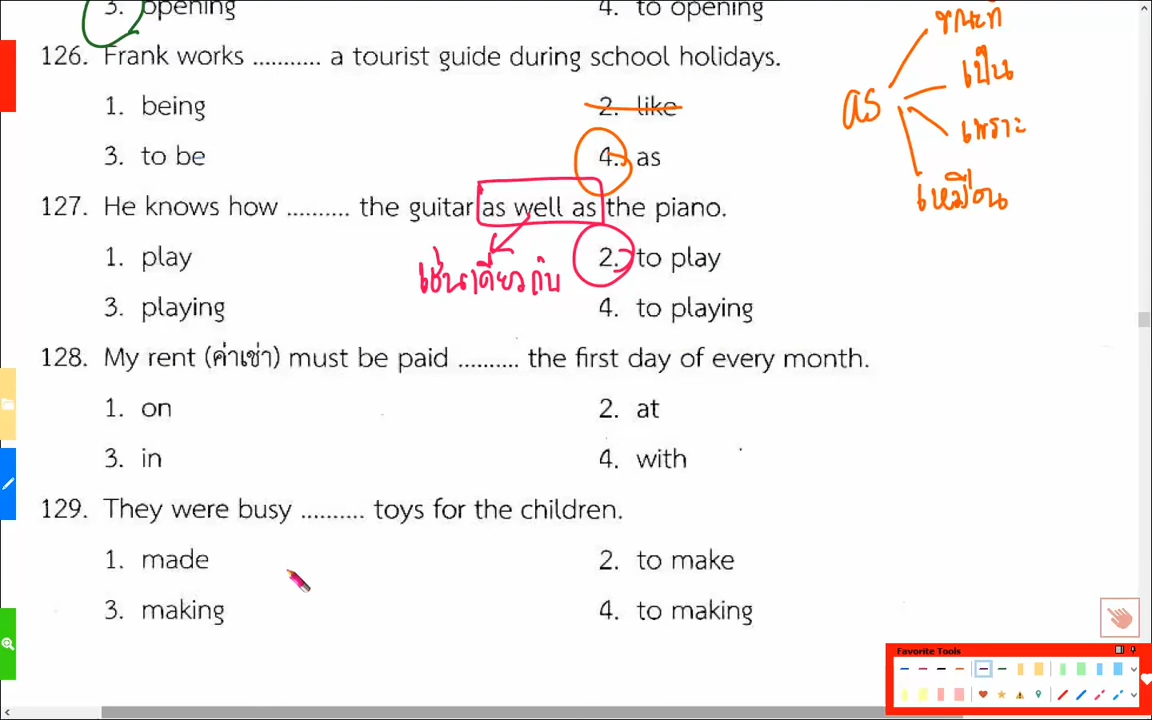 3. opening
4. to opening
126. Frank works ........... a tourist guide during school holidays.
1. being
2. like
3. to be
4. as
as
ขณะที่
เป็น
เพราะ
เหมือน
127. He knows how .......... the guitar as well as the piano.
เช่นเดียวกับ
1. play
2. to play
3. playing
4. to playing
128. My rent (ค่าเช่า) must be paid .......... the first day of every month.
1. on
2. at
3. in
4. with
129. They were busy .......... toys for the children.
1. made
2. to make
3. making
4. to making
Favorite Tools